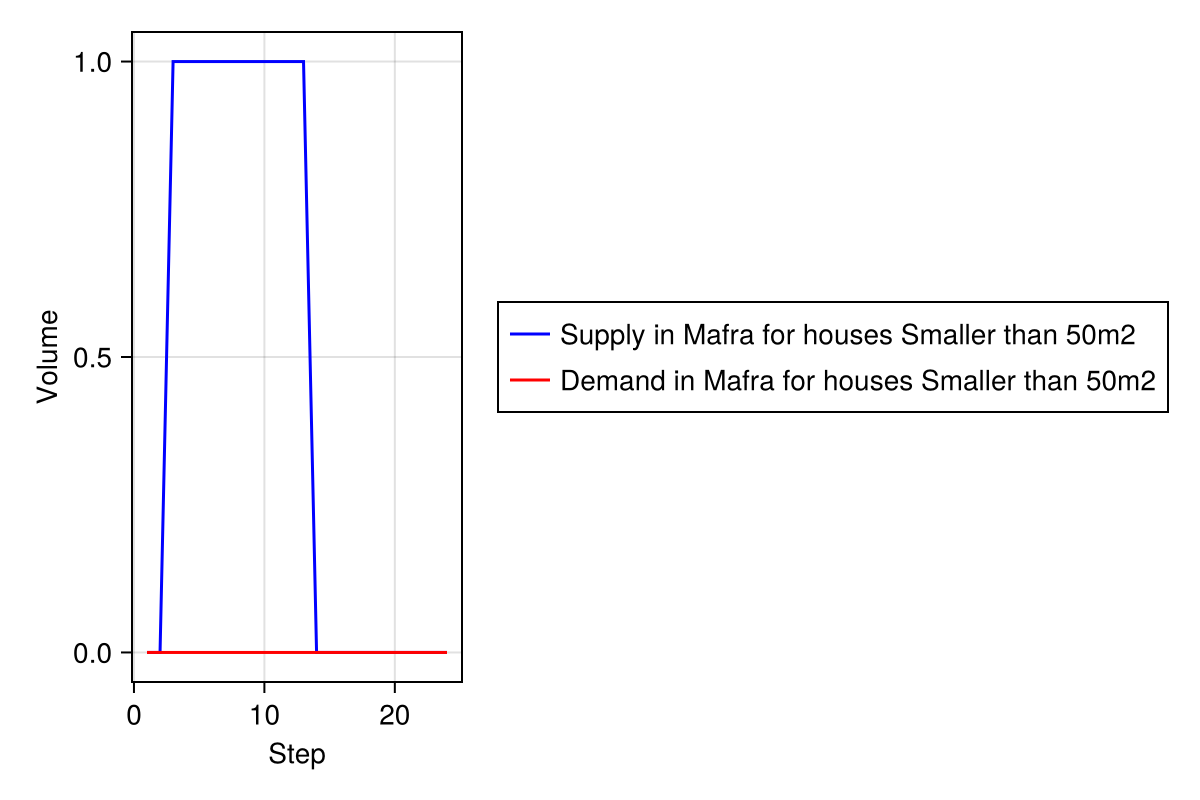 1.0
0.5
0.0
Volume
0
10
20
Step
Supply in Mafra for houses Smaller than 50m2
Demand in Mafra for houses Smaller than 50m2